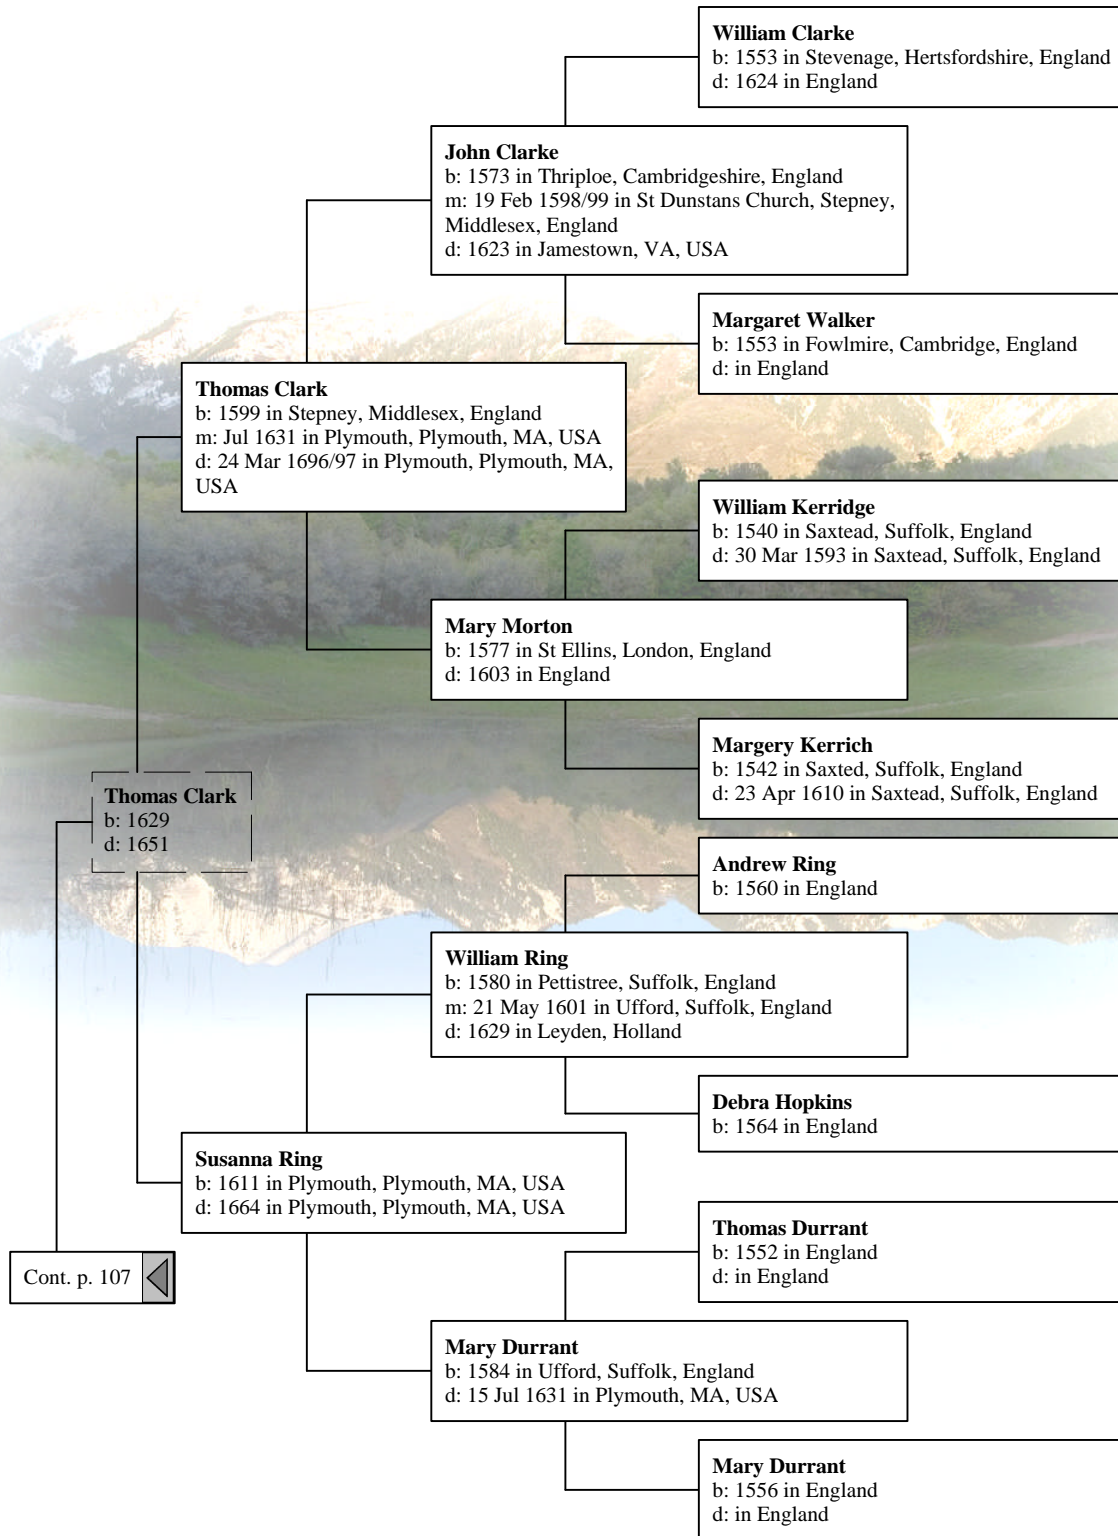 William Clarke
b: 1553 in Stevenage, Hertsfordshire, England
d: 1624 in England
John Clarke
b: 1573 in Thriploe, Cambridgeshire, England
m: 19 Feb 1598/99 in St Dunstans Church, Stepney,
Middlesex, England
d: 1623 in Jamestown, VA, USA
Margaret Walker
b: 1553 in Fowlmire, Cambridge, England
d: in England
Thomas Clark
b: 1599 in Stepney, Middlesex, England
m: Jul 1631 in Plymouth, Plymouth, MA, USA
d: 24 Mar 1696/97 in Plymouth, Plymouth, MA,
USA
William Kerridge
b: 1540 in Saxtead, Suffolk, England
d: 30 Mar 1593 in Saxtead, Suffolk, England
Mary Morton
b: 1577 in St Ellins, London, England
d: 1603 in England
Margery Kerrich
b: 1542 in Saxted, Suffolk, England
d: 23 Apr 1610 in Saxtead, Suffolk, England
Thomas Clark
b: 1629
d: 1651
Andrew Ring
b: 1560 in England
William Ring
b: 1580 in Pettistree, Suffolk, England
m: 21 May 1601 in Ufford, Suffolk, England
d: 1629 in Leyden, Holland
Debra Hopkins
b: 1564 in England
Susanna Ring
b: 1611 in Plymouth, Plymouth, MA, USA
d: 1664 in Plymouth, Plymouth, MA, USA
Thomas Durrant
b: 1552 in England
d: in England
Cont. p. 107
Mary Durrant
b: 1584 in Ufford, Suffolk, England
d: 15 Jul 1631 in Plymouth, MA, USA
Mary Durrant
b: 1556 in England
d: in England